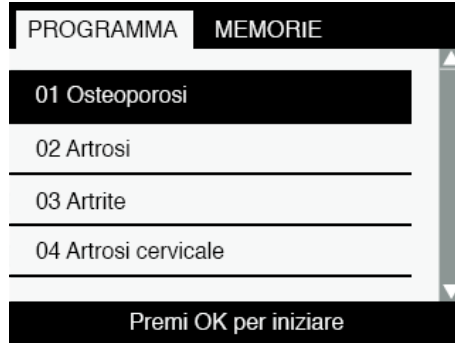 PROGRAMMA MEMORIE
01 Osteoporosi
02 Artrosi
03 Artrite
04 Artrosi cervicale
Premi OK per iniziare